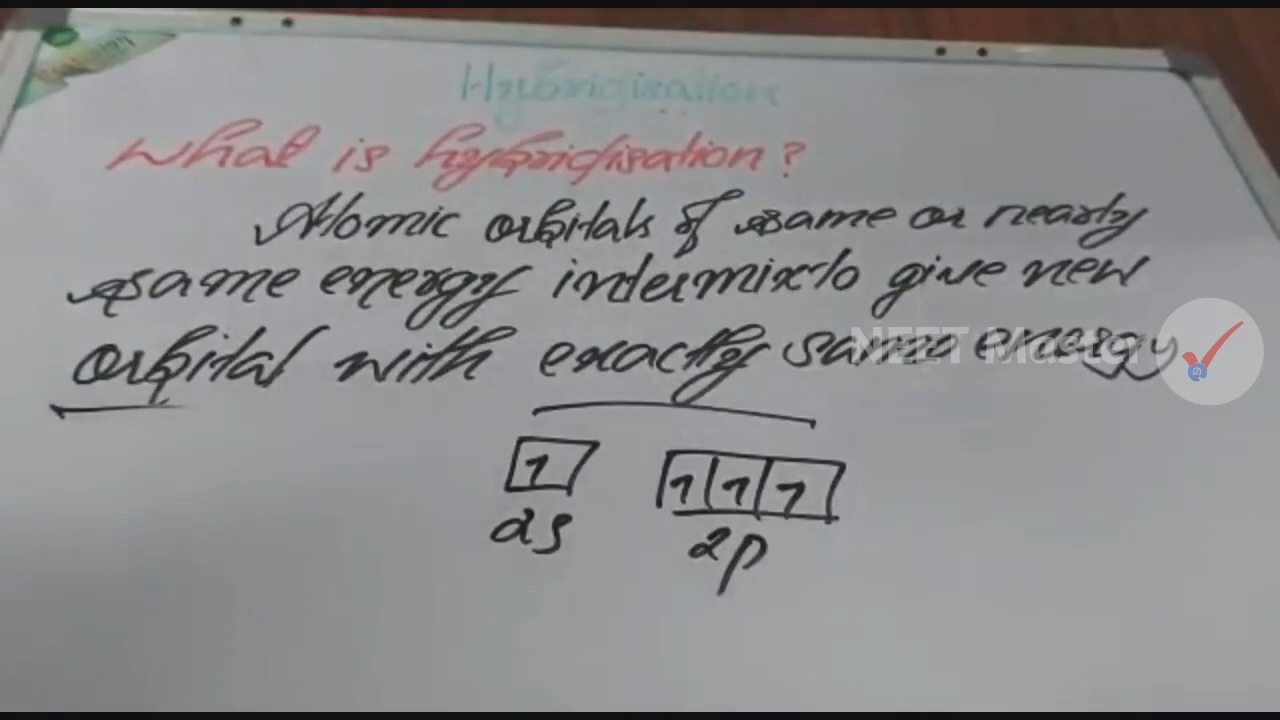 Hybridisation
What is hybridisation?
Atomic orbitals of same or nearly
same energy intermix to give new
orbital with exactly same energy
NEET Master
1
1 1 1
2s
2p